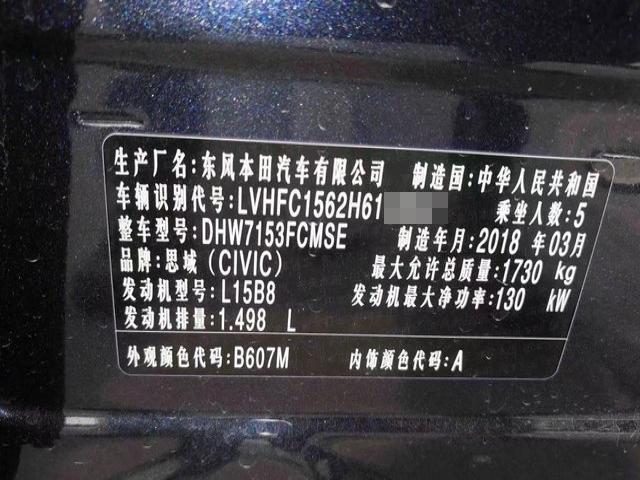 生产厂名:东风本田汽车有限公司 制造国:中华人民共和国
车辆识别代号:LVHFC1562H61 乘坐人数:5
整车型号:DHW7153FCMSE 制造年月:2018 年03月
品牌:思域(CIVIC) 最大允许总质量:1730 kg
发动机型号:L15B8 发动机最大净功率:130 kW
发动机排量:1.498 L
外观颜色代码:B607M 内饰颜色代码:A